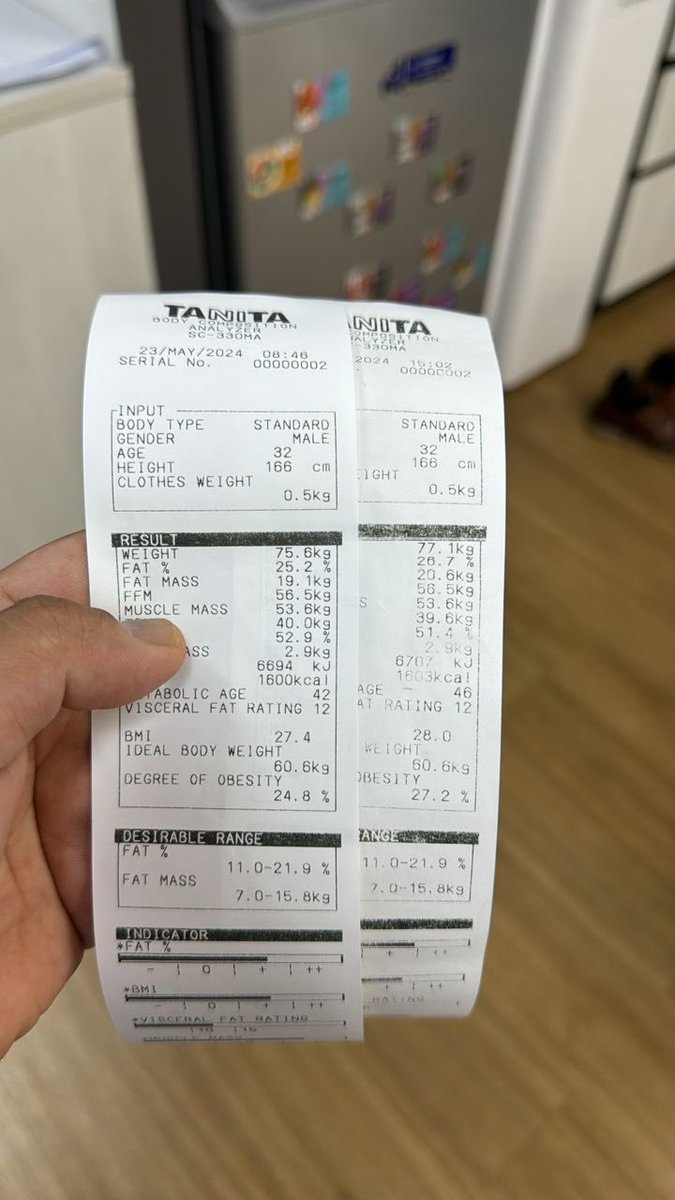 TANITA
BODY COMPOSITION
ANALYZER
SC-330MA
23/MAY/2024 08:46
SERIAL No. 00000002
INPUT
BODY TYPE STANDARD
GENDER MALE
AGE 32
HEIGHT 166 cm
CLOTHES WEIGHT
0.5kg
RESULT
WEIGHT 75.6kg
FAT % 25.2 %
FAT MASS 19.1kg
FFM 56.5kg
MUSCLE MASS 53.6kg
40.0kg
52.9 %
ASS 2.9kg
6694 kJ
1600kcal
TABOLIC AGE 42
VISCERAL FAT RATING 12
BMI 27.4
IDEAL BODY WEIGHT
60.6kg
DEGREE OF OBESITY
24.8 %
DESIRABLE RANGE
FAT %
11.0-21.9 %
FAT MASS
7.0-15.8kg
INDICATOR
*FAT %
- | 0 | + | ++
*BMI
- | 0 | + | ++
*VISCERAL FAT RATING
ANITA
COMPOSITION
ALYZER
-330MA
2024 15:02
00000002
STANDARD
MALE
32
166 cm
EIGHT
0.5kg
77.1kg
26.7 %
20.6kg
56.5kg
S 53.6kg
39.6kg
51.4 %
2.9kg
6707 kJ
1603kcal
AGE 46
AT RATING 12
28.0
WEIGHT
60.6kg
OBESITY
27.2 %
ANGE
11.0-21.9 %
7.0-15.8kg
+ | ++
+ | ++